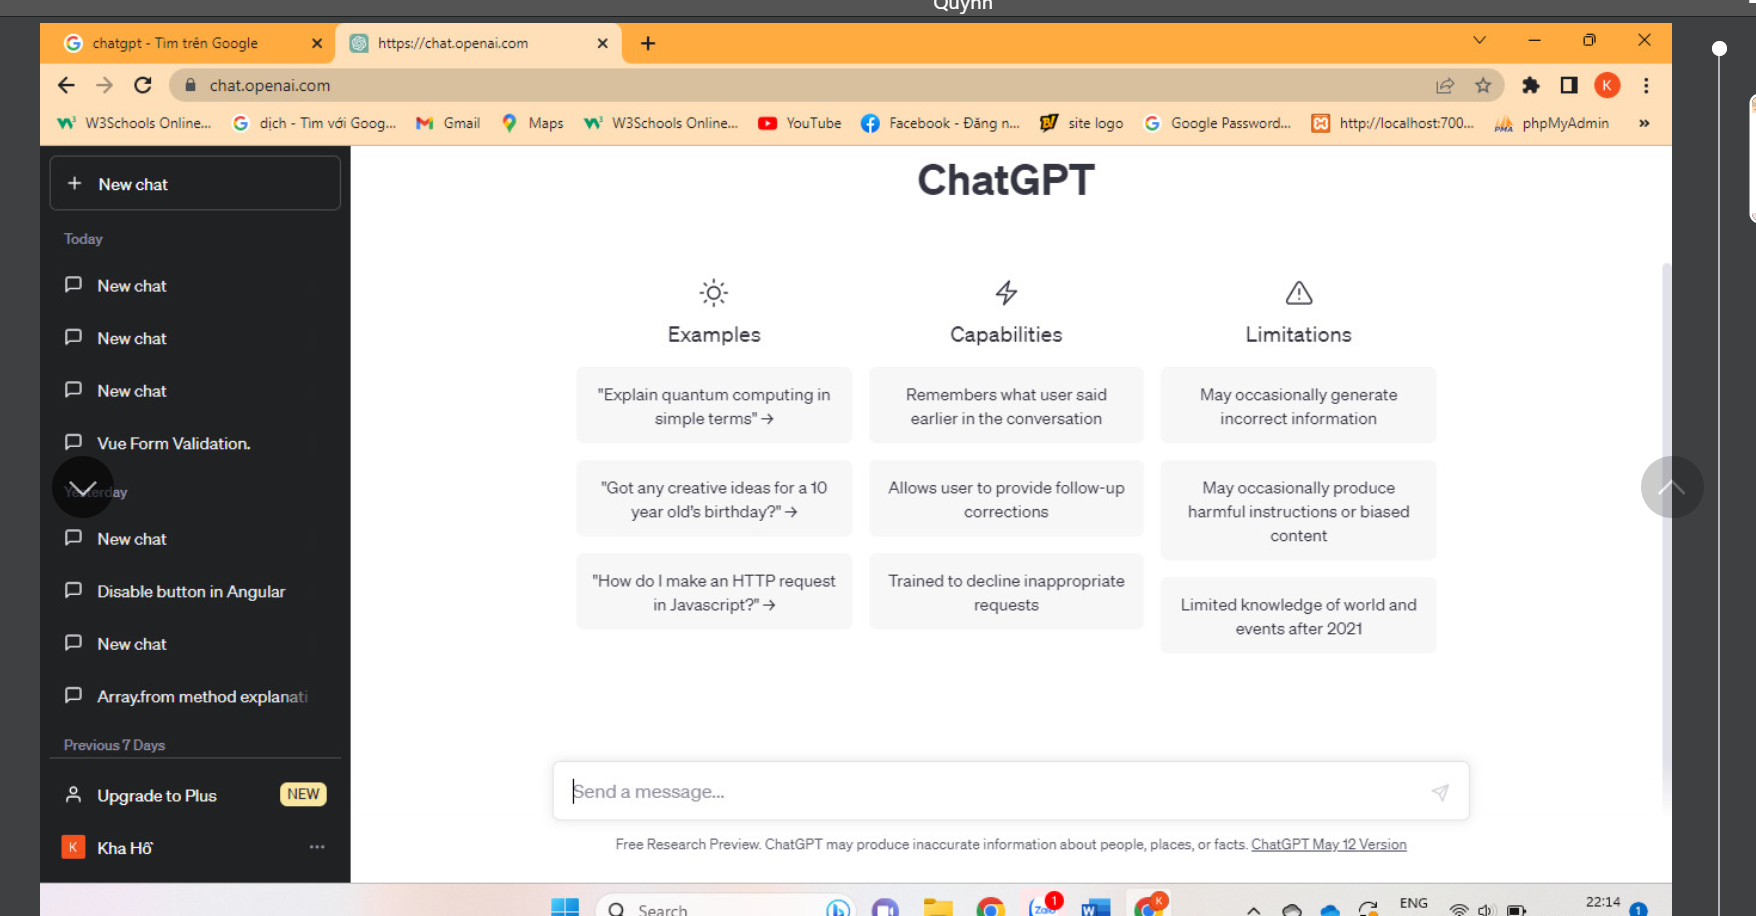 Quỳnh
chatgpt - Tìm trên Google
https://chat.openai.com
chat.openai.com
K
W3Schools Online...
dịch - Tìm với Goog...
Gmail
Maps
W3Schools Online...
YouTube
Facebook - Đăng n...
site logo
Google Password...
http://localhost:700...
phpMyAdmin
»
+ New chat
Today
New chat
New chat
New chat
Vue Form Validation.
Yesterday
New chat
Disable button in Angular
New chat
Array.from method explanati
Previous 7 Days
Upgrade to Plus
NEW
K
Kha Hồ
ChatGPT
Examples
"Explain quantum computing in
simple terms" →
"Got any creative ideas for a 10
year old's birthday?" →
"How do I make an HTTP request
in Javascript?" →
Capabilities
Remembers what user said
earlier in the conversation
Allows user to provide follow-up
corrections
Trained to decline inappropriate
requests
Limitations
May occasionally generate
incorrect information
May occasionally produce
harmful instructions or biased
content
Limited knowledge of world and
events after 2021
Send a message...
Free Research Preview. ChatGPT may produce inaccurate information about people, places, or facts. ChatGPT May 12 Version
Search
Zalo
1
W
K
ENG
22:14
1